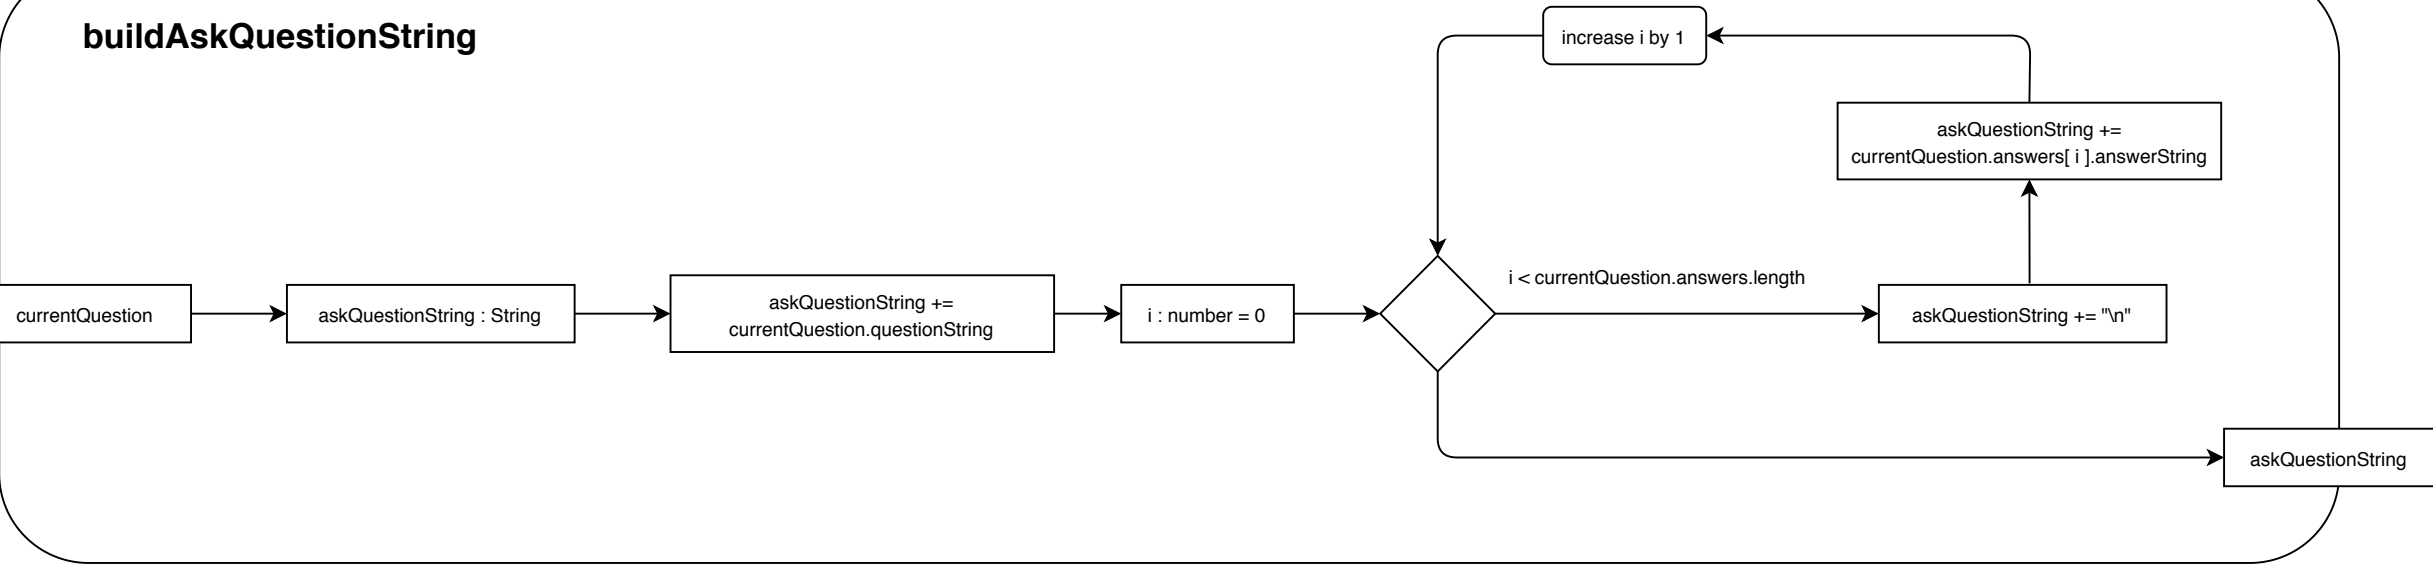 buildAskQuestionString
increase i by 1
askQuestionString +=
currentQuestion.answers[ i ].answerString
i < currentQuestion.answers.length
currentQuestion
askQuestionString : String
askQuestionString +=
currentQuestion.questionString
i : number = 0
askQuestionString += "\n"
askQuestionString